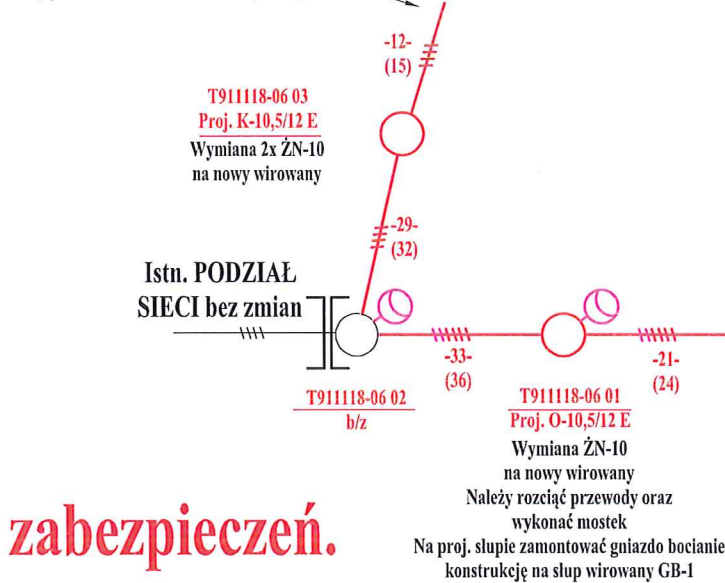 -12-
(15)
T911118-06 03
Proj. K-10,5/12 E
Wymiana 2x ŻN-10
na nowy wirowany
-29-
(32)
Istn. PODZIAŁ
SIECI bez zmian
-33-
(36)
-21-
(24)
T911118-06 02
b/z
T911118-06 01
Proj. O-10,5/12 E
Wymiana ŻN-10
na nowy wirowany
Należy rozciąć przewody oraz
wykonać mostek
Na proj. słupie zamontować gniazdo bocianie
konstrukcję na słup wirowany GB-1
zabezpieczeń.